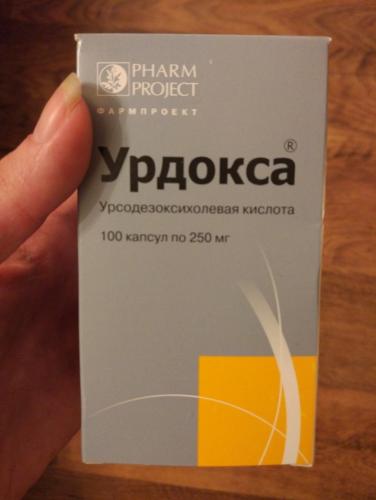 PHARM
PROJECT
ФАРМПРОЕКТ
Урдокса®
Урсодезоксихолевая кислота
100 капсул по 250 мг